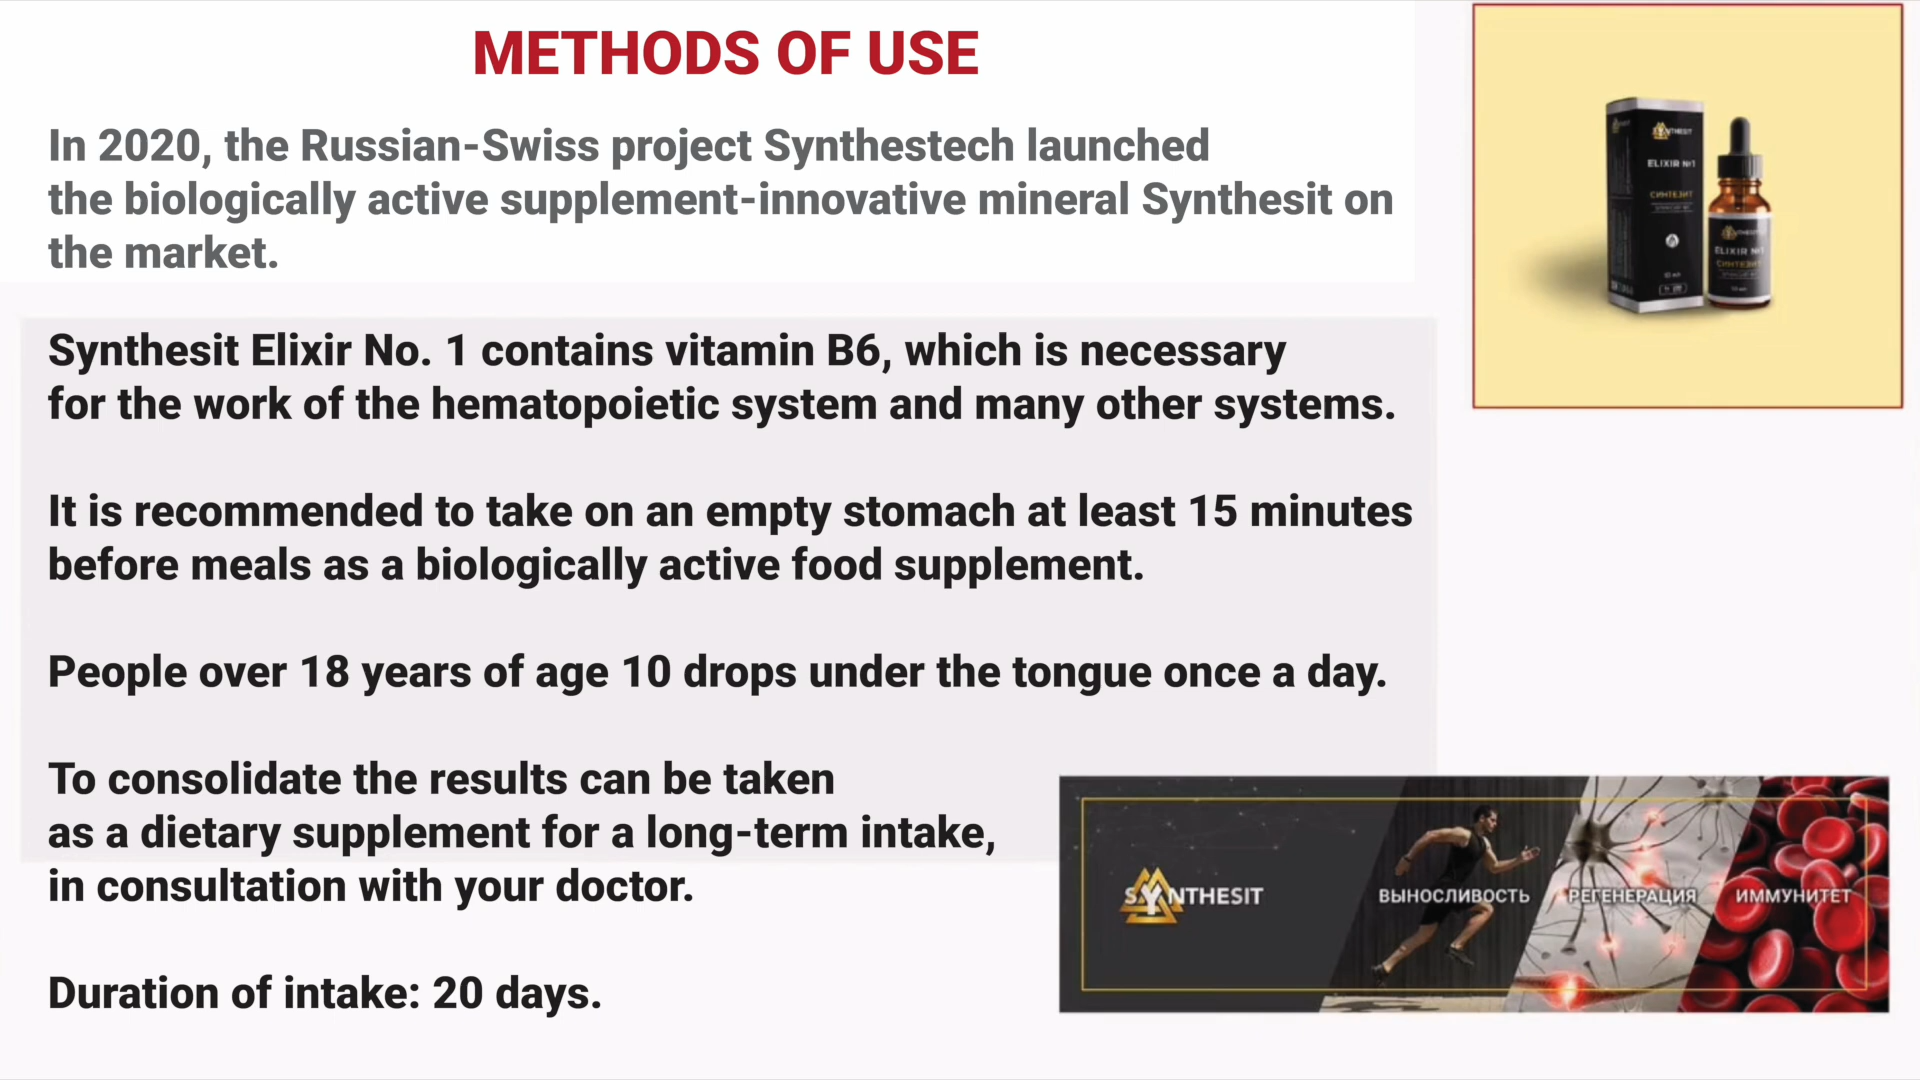 METHODS OF USE
In 2020, the Russian-Swiss project Synthestech launched
the biologically active supplement-innovative mineral Synthesit on
the market.
SYNTHESIT
ELIXIR №1
СИНТЕЗИТ
ELIXIR №1
СИНТЕЗИТ
Synthesit Elixir No. 1 contains vitamin B6, which is necessary
for the work of the hematopoietic system and many other systems.
It is recommended to take on an empty stomach at least 15 minutes
before meals as a biologically active food supplement.
People over 18 years of age 10 drops under the tongue once a day.
To consolidate the results can be taken
as a dietary supplement for a long-term intake,
in consultation with your doctor.
Duration of intake: 20 days.
SYNTHESIT
ВЫНОСЛИВОСТЬ
РЕГЕНЕРАЦИЯ
ИММУНИТЕТ